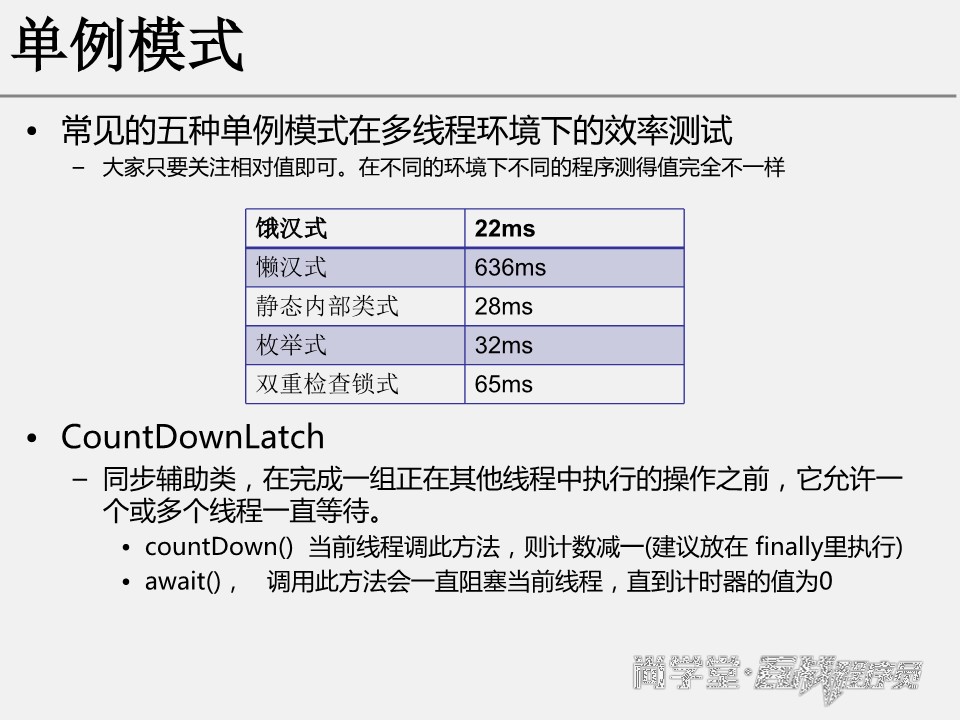 单例模式
• 常见的五种单例模式在多线程环境下的效率测试
– 大家只要关注相对值即可。在不同的环境下不同的程序测得值完全不一样
饿汉式 22ms
懒汉式 636ms
静态内部类式 28ms
枚举式 32ms
双重检查锁式 65ms
• CountDownLatch
– 同步辅助类，在完成一组正在其他线程中执行的操作之前，它允许一
个或多个线程一直等待。
• countDown() 当前线程调此方法，则计数减一(建议放在 finally里执行)
• await()， 调用此方法会一直阻塞当前线程，直到计时器的值为0
尚学堂·实战程序员